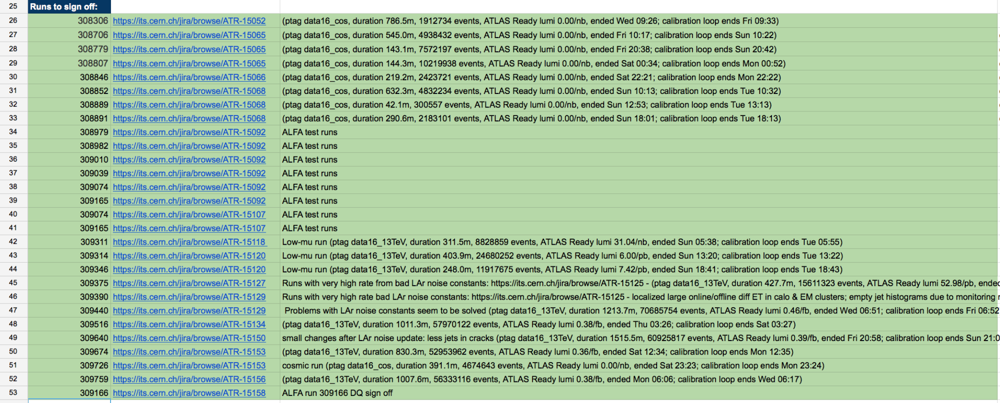 25 Runs to sign off:
26 308306 https://its.cern.ch/jira/browse/ATR-15052 (ptag data16_cos, duration 786.5m, 1912734 events, ATLAS Ready lumi 0.00/nb, ended Wed 09:26; calibration loop ends Fri 09:33)
27 308706 https://its.cern.ch/jira/browse/ATR-15065 (ptag data16_cos, duration 545.0m, 4938432 events, ATLAS Ready lumi 0.00/nb, ended Fri 10:17; calibration loop ends Sun 10:22)
28 308779 https://its.cern.ch/jira/browse/ATR-15065 (ptag data16_cos, duration 143.1m, 7572197 events, ATLAS Ready lumi 0.00/nb, ended Fri 20:38; calibration loop ends Sun 20:42)
29 308807 https://its.cern.ch/jira/browse/ATR-15065 (ptag data16_cos, duration 144.3m, 10219938 events, ATLAS Ready lumi 0.00/nb, ended Sat 00:34; calibration loop ends Mon 00:52)
30 308846 https://its.cern.ch/jira/browse/ATR-15066 (ptag data16_cos, duration 219.2m, 2423721 events, ATLAS Ready lumi 0.00/nb, ended Sat 22:21; calibration loop ends Mon 22:22)
31 308852 https://its.cern.ch/jira/browse/ATR-15068 (ptag data16_cos, duration 632.3m, 4832234 events, ATLAS Ready lumi 0.00/nb, ended Sun 10:13; calibration loop ends Tue 10:32)
32 308889 https://its.cern.ch/jira/browse/ATR-15068 (ptag data16_cos, duration 42.1m, 300557 events, ATLAS Ready lumi 0.00/nb, ended Sun 12:53; calibration loop ends Tue 13:13)
33 308891 https://its.cern.ch/jira/browse/ATR-15068 (ptag data16_cos, duration 290.6m, 2183101 events, ATLAS Ready lumi 0.00/nb, ended Sun 18:01; calibration loop ends Tue 18:13)
34 308979 https://its.cern.ch/jira/browse/ATR-15092 ALFA test runs
35 308982 https://its.cern.ch/jira/browse/ATR-15092 ALFA test runs
36 309010 https://its.cern.ch/jira/browse/ATR-15092 ALFA test runs
37 309039 https://its.cern.ch/jira/browse/ATR-15092 ALFA test runs
38 309074 https://its.cern.ch/jira/browse/ATR-15092 ALFA test runs
39 309165 https://its.cern.ch/jira/browse/ATR-15092 ALFA test runs
40 309074 https://its.cern.ch/jira/browse/ATR-15107 ALFA test runs
41 309165 https://its.cern.ch/jira/browse/ATR-15107 ALFA test runs
42 309311 https://its.cern.ch/jira/browse/ATR-15118 Low-mu run (ptag data16_13TeV, duration 311.5m, 8828859 events, ATLAS Ready lumi 31.04/nb, ended Sun 05:38; calibration loop ends Tue 05:55)
43 309314 https://its.cern.ch/jira/browse/ATR-15120 Low-mu run (ptag data16_13TeV, duration 403.9m, 24680252 events, ATLAS Ready lumi 6.00/pb, ended Sun 13:20; calibration loop ends Tue 13:22)
44 309346 https://its.cern.ch/jira/browse/ATR-15120 Low-mu run (ptag data16_13TeV, duration 248.0m, 11917675 events, ATLAS Ready lumi 7.42/pb, ended Sun 18:41; calibration loop ends Tue 18:43)
45 309375 https://its.cern.ch/jira/browse/ATR-15127 Runs with very high rate from bad LAr noise constants: https://its.cern.ch/jira/browse/ATR-15125 - (ptag data16_13TeV, duration 427.7m, 15611323 events, ATLAS Ready lumi 52.98/pb, ended
46 309390 https://its.cern.ch/jira/browse/ATR-15129 Runs with very high rate bad LAr noise constants: https://its.cern.ch/jira/browse/ATR-15125 - localized large online/offline diff ET in calo & EM clusters; empty jet histograms due to monitoring
47 309440 https://its.cern.ch/jira/browse/ATR-15129 Problems with LAr noise constants seem to be solved (ptag data16_13TeV, duration 1213.7m, 70685754 events, ATLAS Ready lumi 0.46/fb, ended Wed 06:51; calibration loop ends Fri 06:52
48 309516 https://its.cern.ch/jira/browse/ATR-15134 (ptag data16_13TeV, duration 1011.3m, 57970122 events, ATLAS Ready lumi 0.38/fb, ended Thu 03:26; calibration loop ends Sat 03:27)
49 309640 https://its.cern.ch/jira/browse/ATR-15150 small changes after LAr noise update: less jets in cracks (ptag data16_13TeV, duration 1515.5m, 60925817 events, ATLAS Ready lumi 0.39/fb, ended Fri 20:58; calibration loop ends Sun 21:0
50 309674 https://its.cern.ch/jira/browse/ATR-15153 (ptag data16_13TeV, duration 830.3m, 52953962 events, ATLAS Ready lumi 0.36/fb, ended Sat 12:34; calibration loop ends Mon 12:35)
51 309726 https://its.cern.ch/jira/browse/ATR-15153 cosmic run (ptag data16_cos, duration 391.1m, 4674643 events, ATLAS Ready lumi 0.00/nb, ended Sat 23:23; calibration loop ends Mon 23:24)
52 309759 https://its.cern.ch/jira/browse/ATR-15156 (ptag data16_13TeV, duration 1007.6m, 56333116 events, ATLAS Ready lumi 0.38/fb, ended Mon 06:06; calibration loop ends Wed 06:17)
53 309166 https://its.cern.ch/jira/browse/ATR-15158 ALFA run 309166 DQ sign off